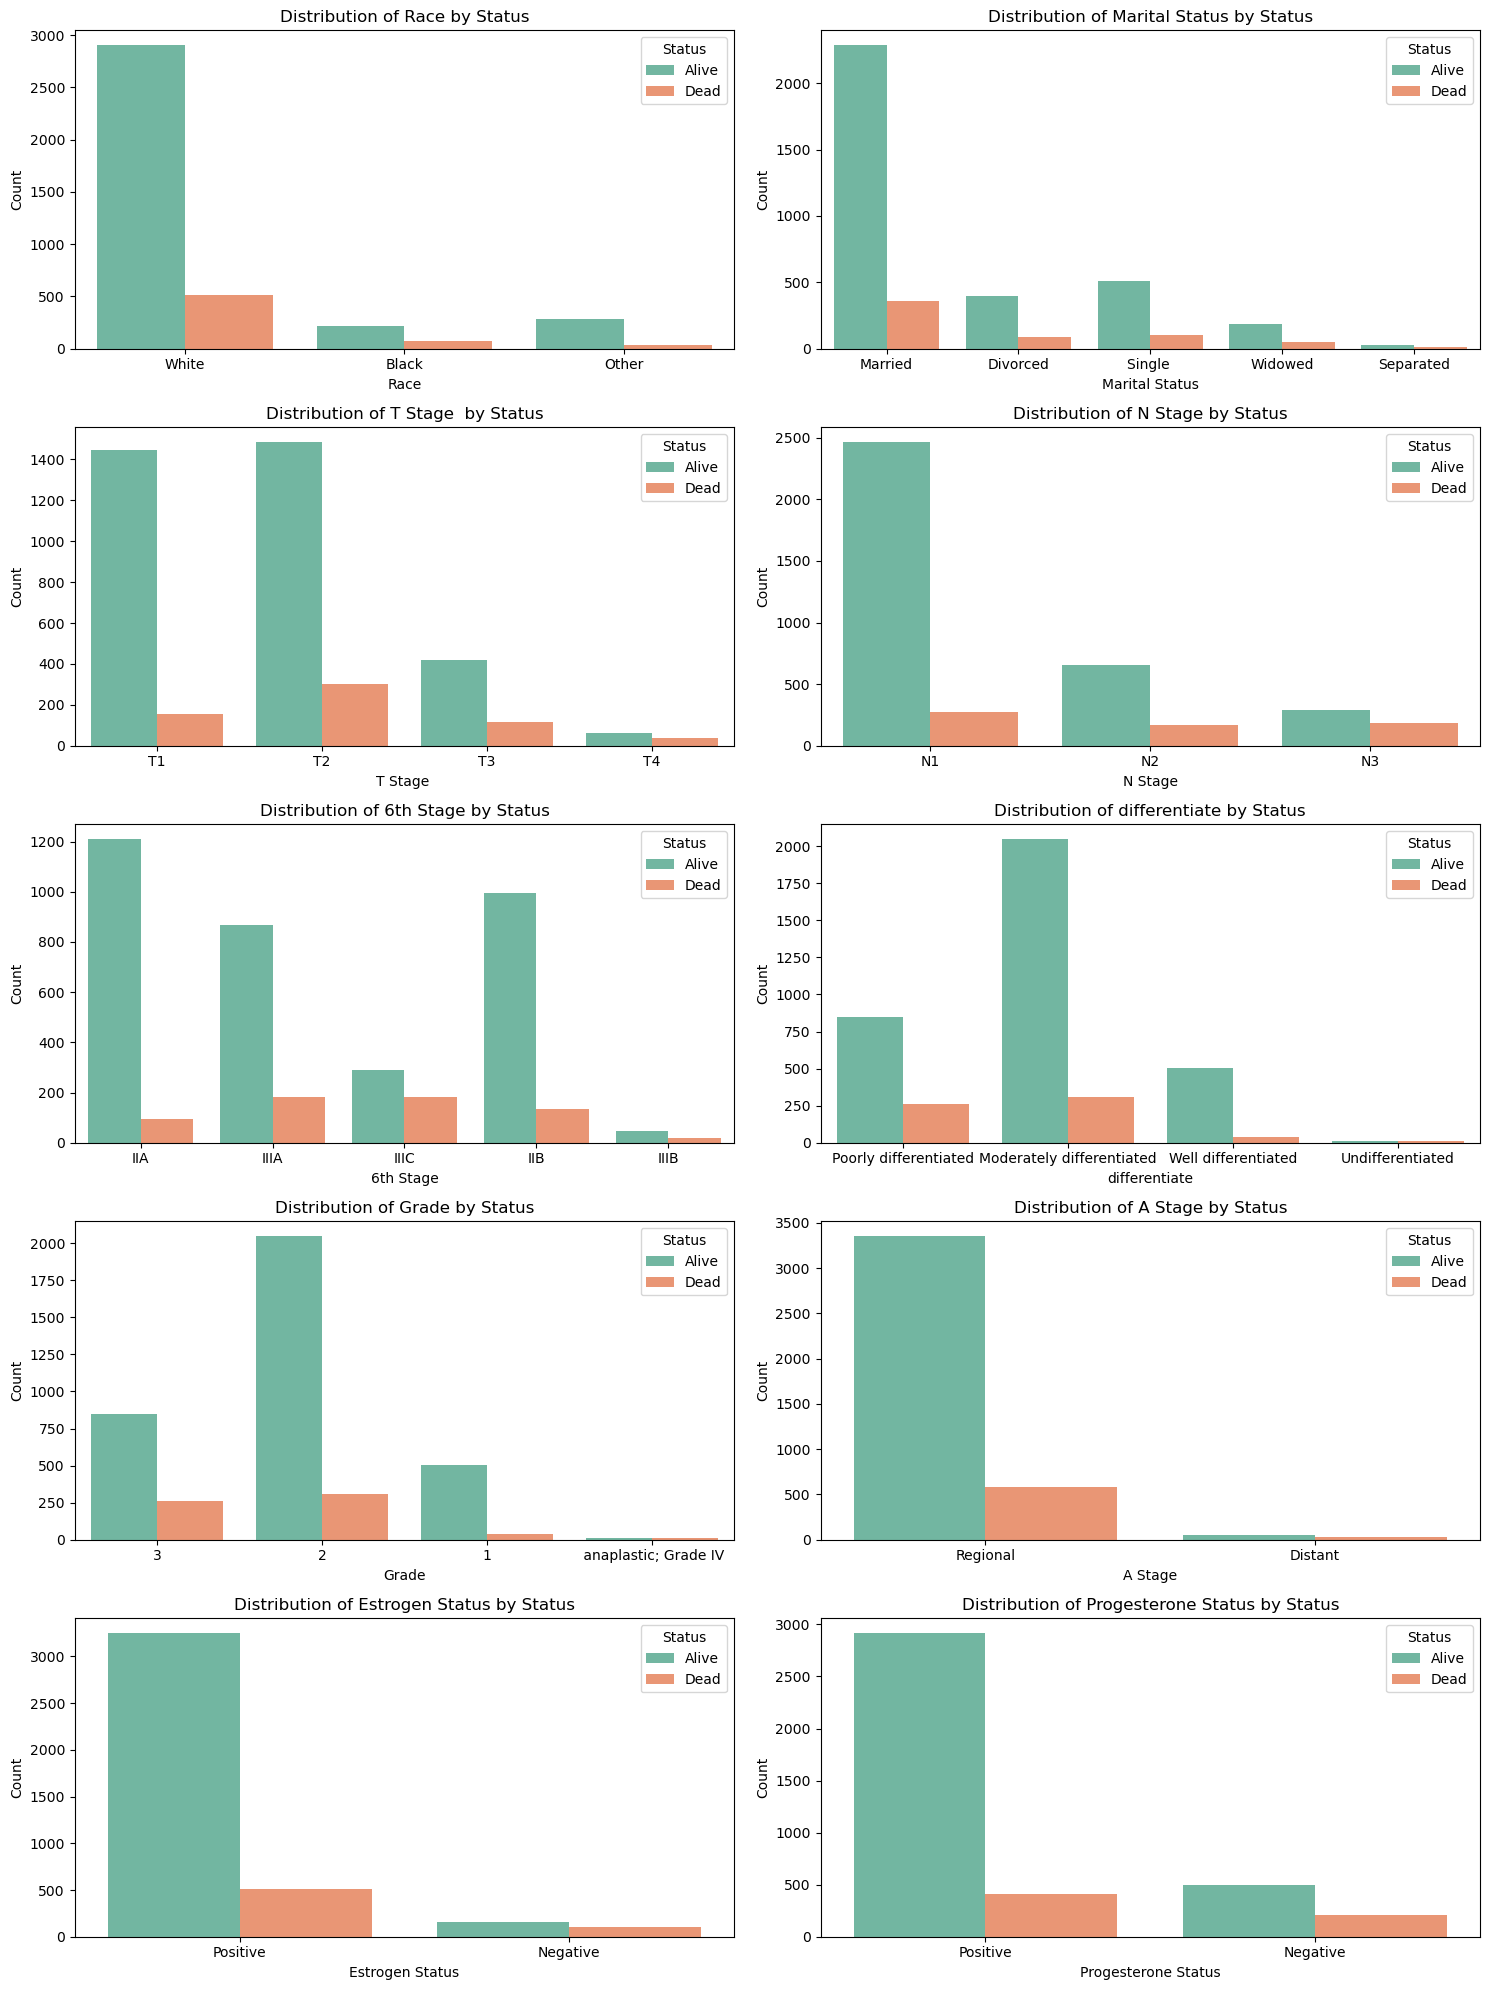 Distribution of Race by Status
3000
2500
2000
1500
1000
500
0
Count
White Black Other
Race
Status
Alive
Dead
Distribution of Marital Status by Status
2000
1500
1000
500
0
Count
Married Divorced Single Widowed Separated
Marital Status
Status
Alive
Dead
Distribution of T Stage  by Status
1400
1200
1000
800
600
400
200
0
Count
T1 T2 T3 T4
T Stage
Status
Alive
Dead
Distribution of N Stage by Status
2500
2000
1500
1000
500
0
Count
N1 N2 N3
N Stage
Status
Alive
Dead
Distribution of 6th Stage by Status
1200
1000
800
600
400
200
0
Count
IIA IIIA IIIC IIB IIIB
6th Stage
Status
Alive
Dead
Distribution of differentiate by Status
2000
1750
1500
1250
1000
750
500
250
0
Count
Poorly differentiated Moderately differentiated Well differentiated Undifferentiated
differentiate
Status
Alive
Dead
Distribution of Grade by Status
2000
1750
1500
1250
1000
750
500
250
0
Count
3 2 1 anaplastic; Grade IV
Grade
Status
Alive
Dead
Distribution of A Stage by Status
3500
3000
2500
2000
1500
1000
500
0
Count
Regional Distant
A Stage
Status
Alive
Dead
Distribution of Estrogen Status by Status
3000
2500
2000
1500
1000
500
0
Count
Positive Negative
Estrogen Status
Status
Alive
Dead
Distribution of Progesterone Status by Status
3000
2500
2000
1500
1000
500
0
Count
Positive Negative
Progesterone Status
Status
Alive
Dead